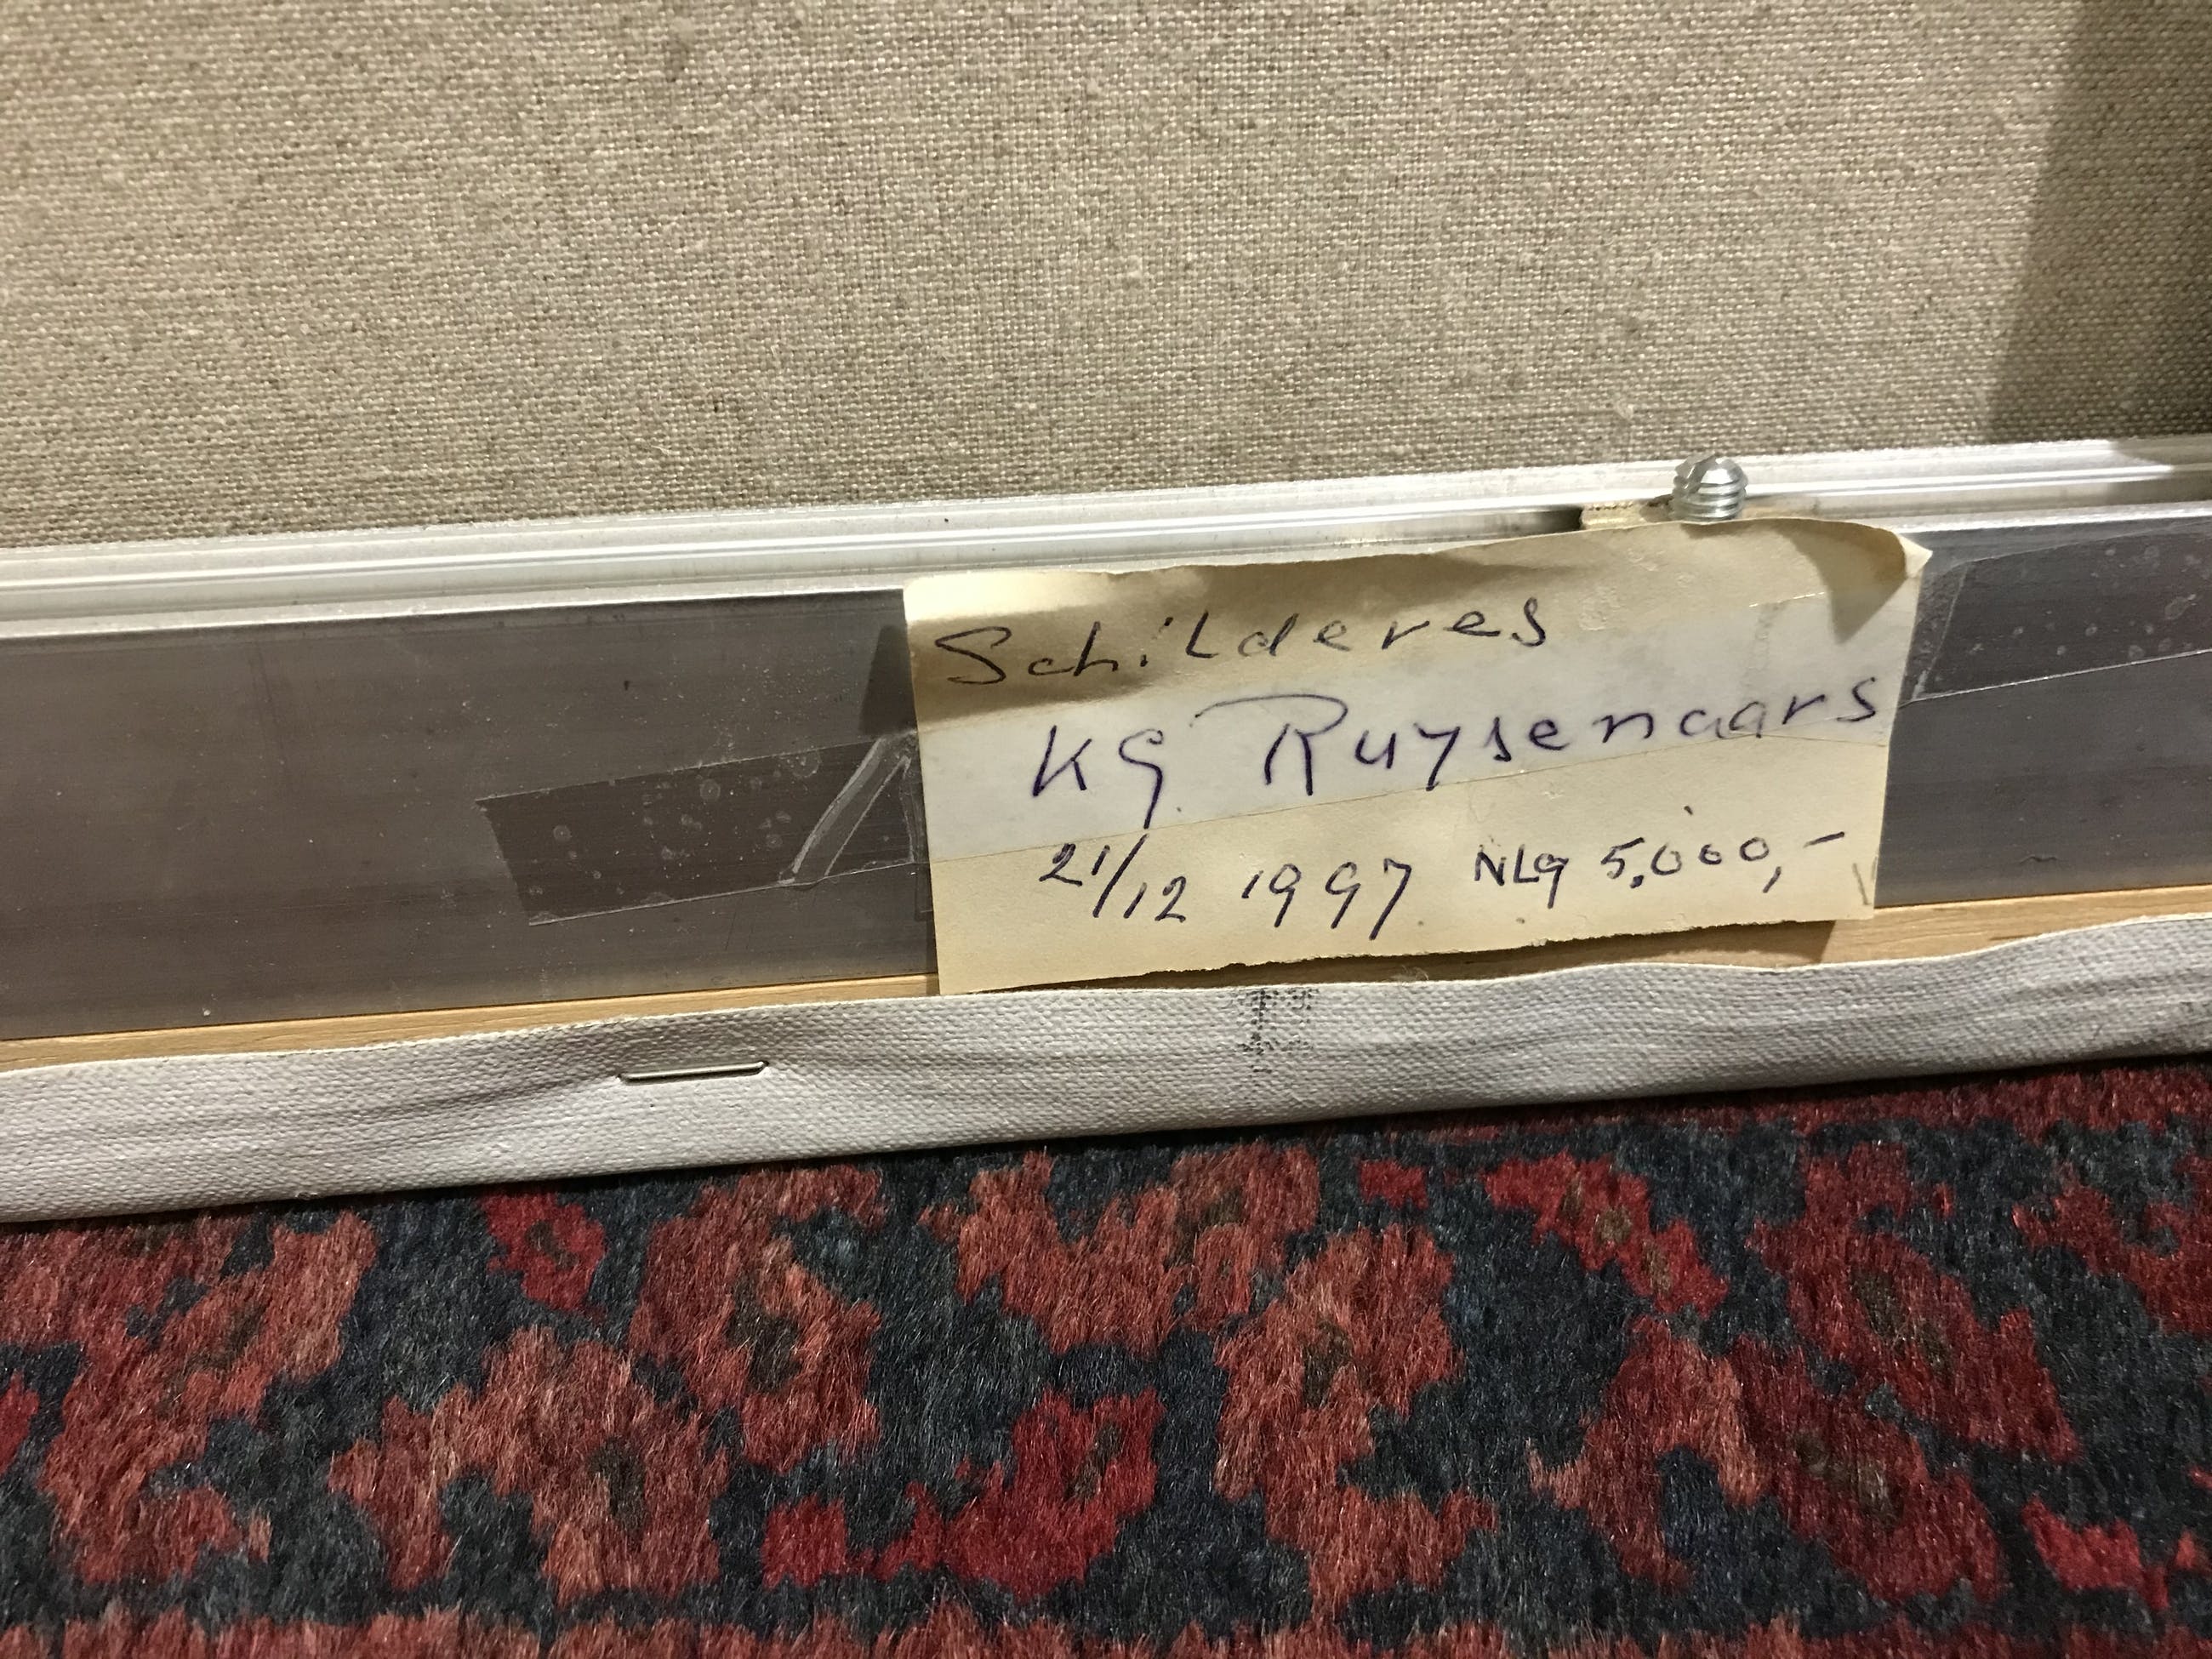 Schilderes
KG Ruysenaars
21/12 1997 NLG 5.000,-